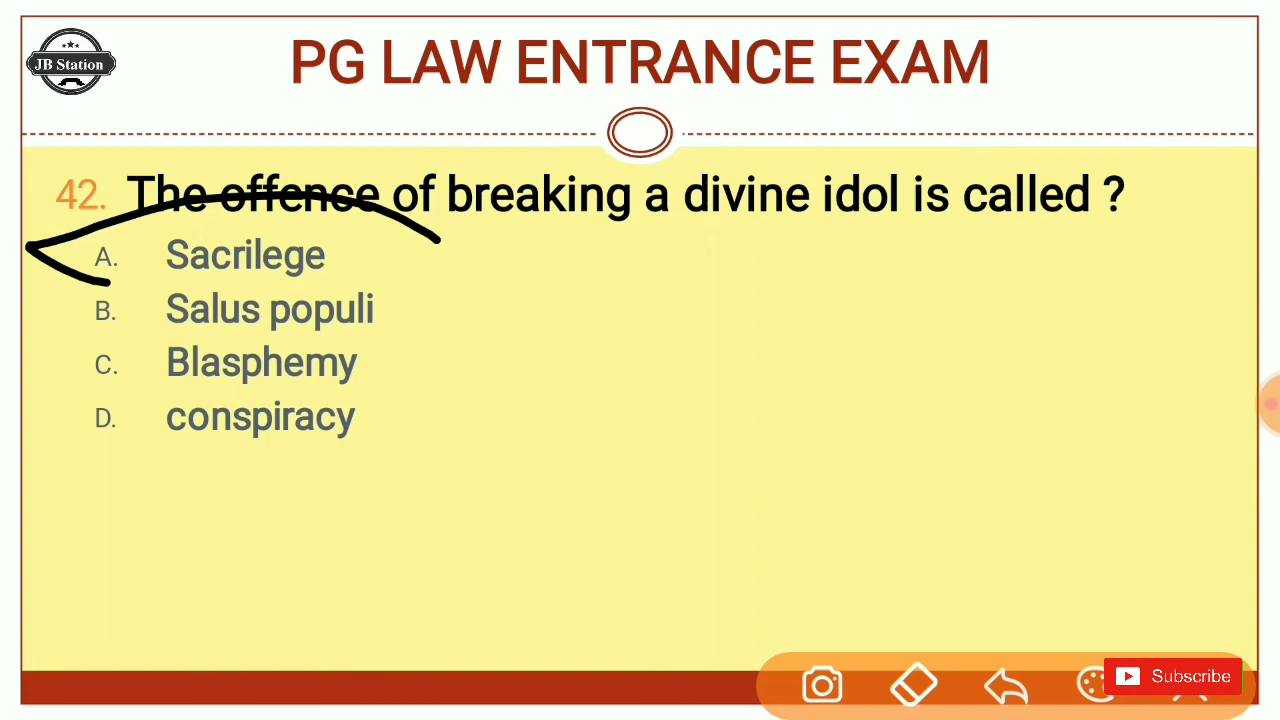 JB Station
PG LAW ENTRANCE EXAM
42. The offence of breaking a divine idol is called ?
A. Sacrilege
B. Salus populi
C. Blasphemy
D. conspiracy
Subscribe